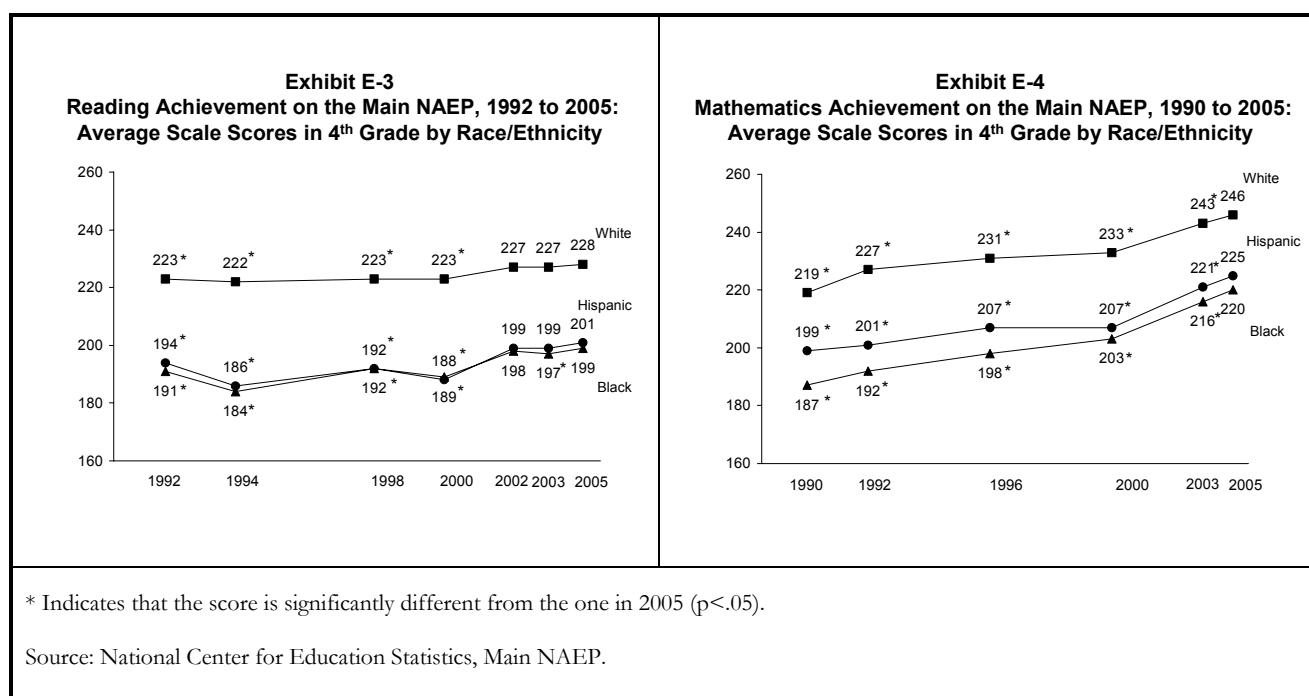 Exhibit E-3
Reading Achievement on the Main NAEP, 1992 to 2005:
Average Scale Scores in 4th Grade by Race/Ethnicity
260
240
220
200
180
160
White
223* 222* 223* 223* 227 227 228
Hispanic
194* 186* 192* 188* 199 199 201
191* 184* 192* 189* 198 197* 199
Black
1992 1994 1998 2000 2002 2003 2005
Exhibit E-4
Mathematics Achievement on the Main NAEP, 1990 to 2005:
Average Scale Scores in 4th Grade by Race/Ethnicity
260
240
220
200
180
160
White
219* 227* 231* 233* 243* 246
Hispanic
199* 201* 207* 207* 221* 225
187* 192* 198* 203* 216* 220
Black
1990 1992 1996 2000 2003 2005
* Indicates that the score is significantly different from the one in 2005 (p<.05).
Source: National Center for Education Statistics, Main NAEP.